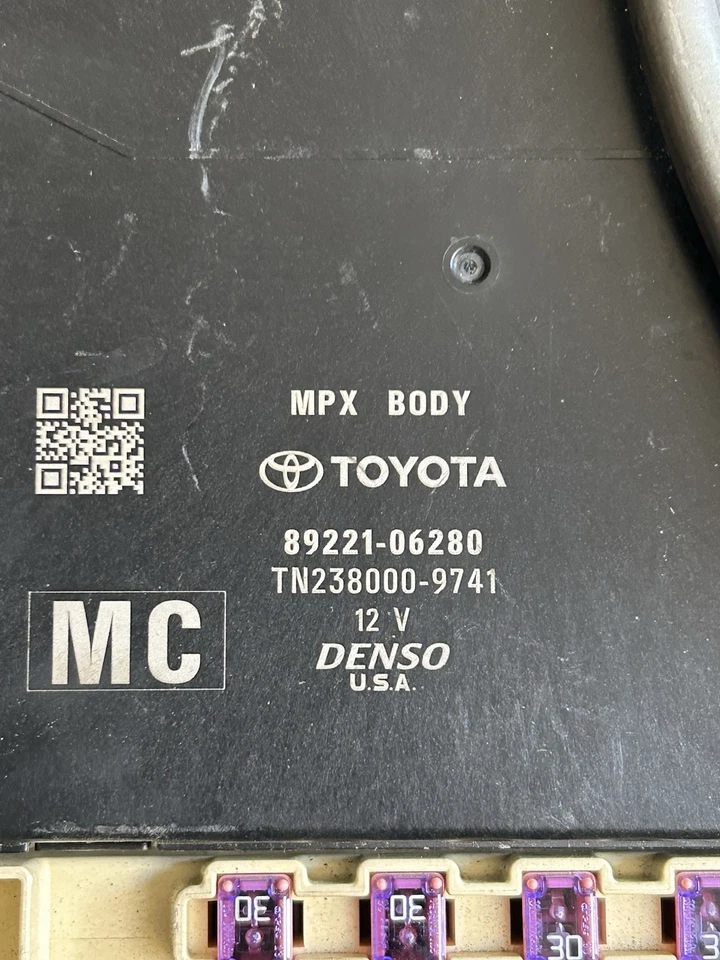 MPX BODY
TOYOTA
89221-06280
TN238000-9741
12 V
DENSO
U.S.A.
MC
30
30
30